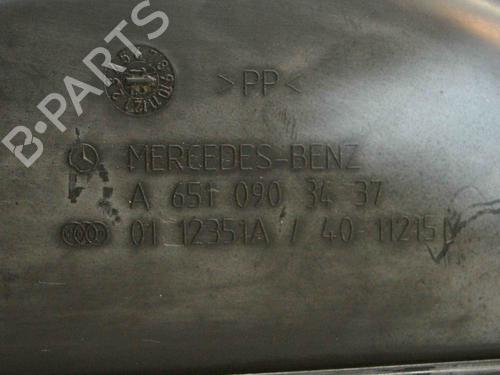 >PP<
MERCEDES-BENZ
A 651 090 34 37
01 12351A / 40 11215
B-PARTS